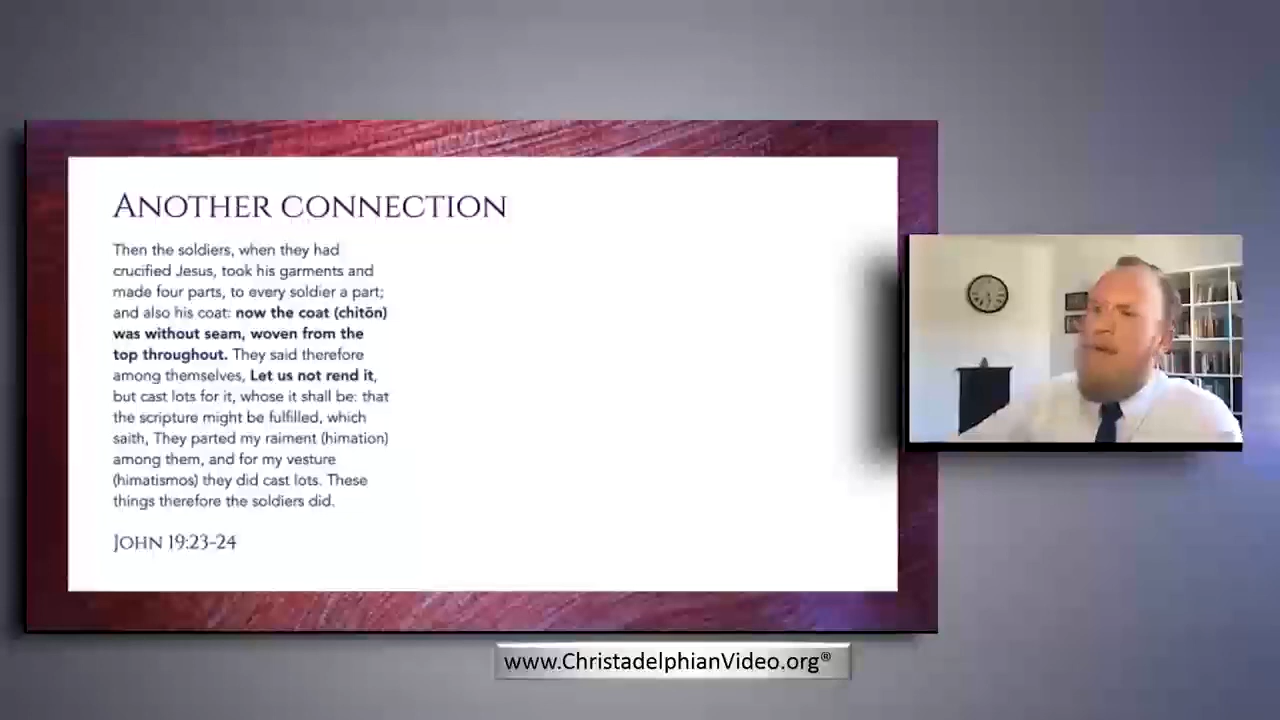 Another connection
Then the soldiers, when they had
crucified Jesus, took his garments and
made four parts, to every soldier a part;
and also his coat: now the coat (chitōn)
was without seam, woven from the
top throughout. They said therefore
among themselves, Let us not rend it,
but cast lots for it, whose it shall be: that
the scripture might be fulfilled, which
saith, They parted my raiment (himation)
among them, and for my vesture
(himatismos) they did cast lots. These
things therefore the soldiers did.
John 19:23-24
www.ChristadelphianVideo.org®